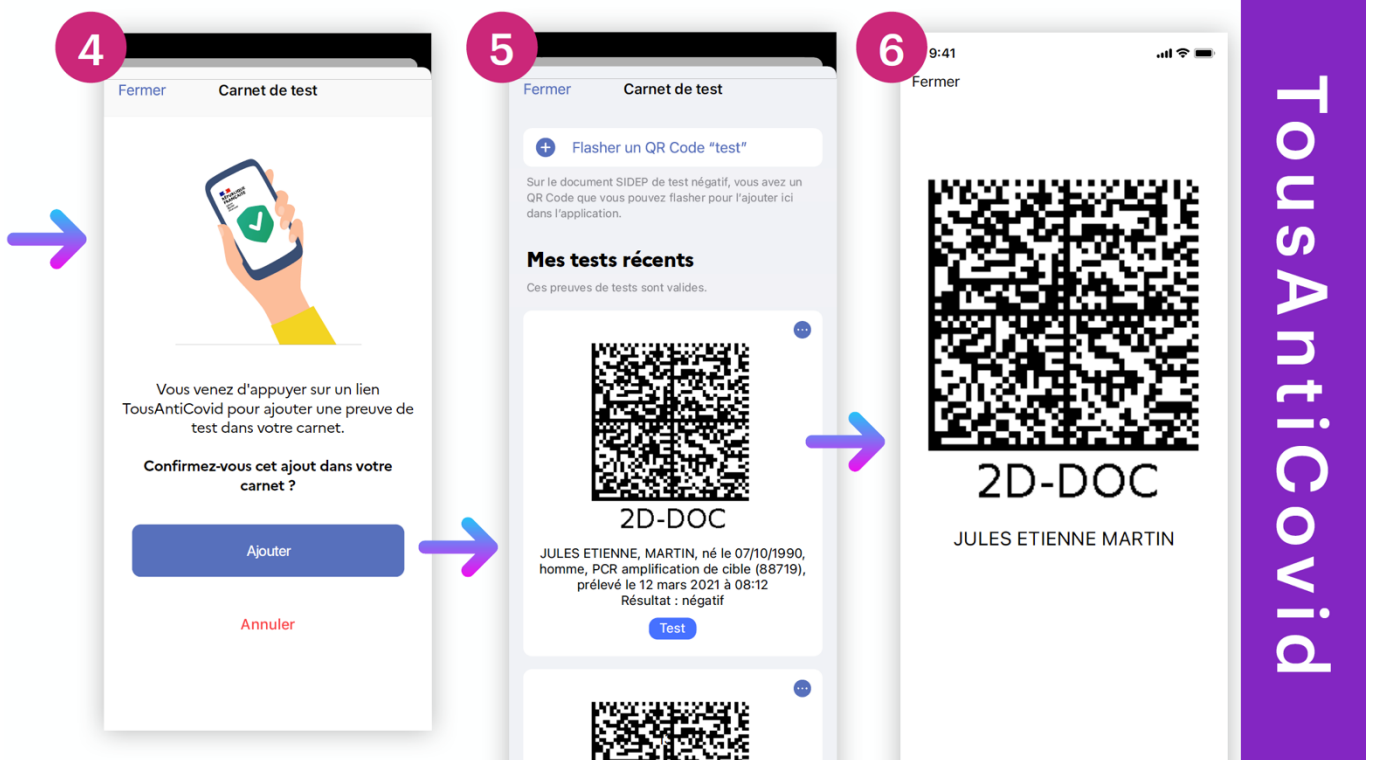 4
Fermer
Carnet de test
RÉPUBLIQUE
FRANÇAISE
Vous venez d'appuyer sur un lien
TousAntiCovid pour ajouter une preuve de
test dans votre carnet.
Confirmez-vous cet ajout dans votre
carnet ?
Ajouter
Annuler
5
Fermer
Carnet de test
Flasher un QR Code “test”
Sur le document SIDEP de test négatif, vous avez un
QR Code que vous pouvez flasher pour l'ajouter ici
dans l'application.
Mes tests récents
Ces preuves de tests sont valides.
2D-DOC
JULES ETIENNE, MARTIN, né le 07/10/1990,
homme, PCR amplification de cible (88719),
prélevé le 12 mars 2021 à 08:12
Résultat : négatif
Test
6
9:41
Fermer
2D-DOC
JULES ETIENNE MARTIN
TousAntiCovid